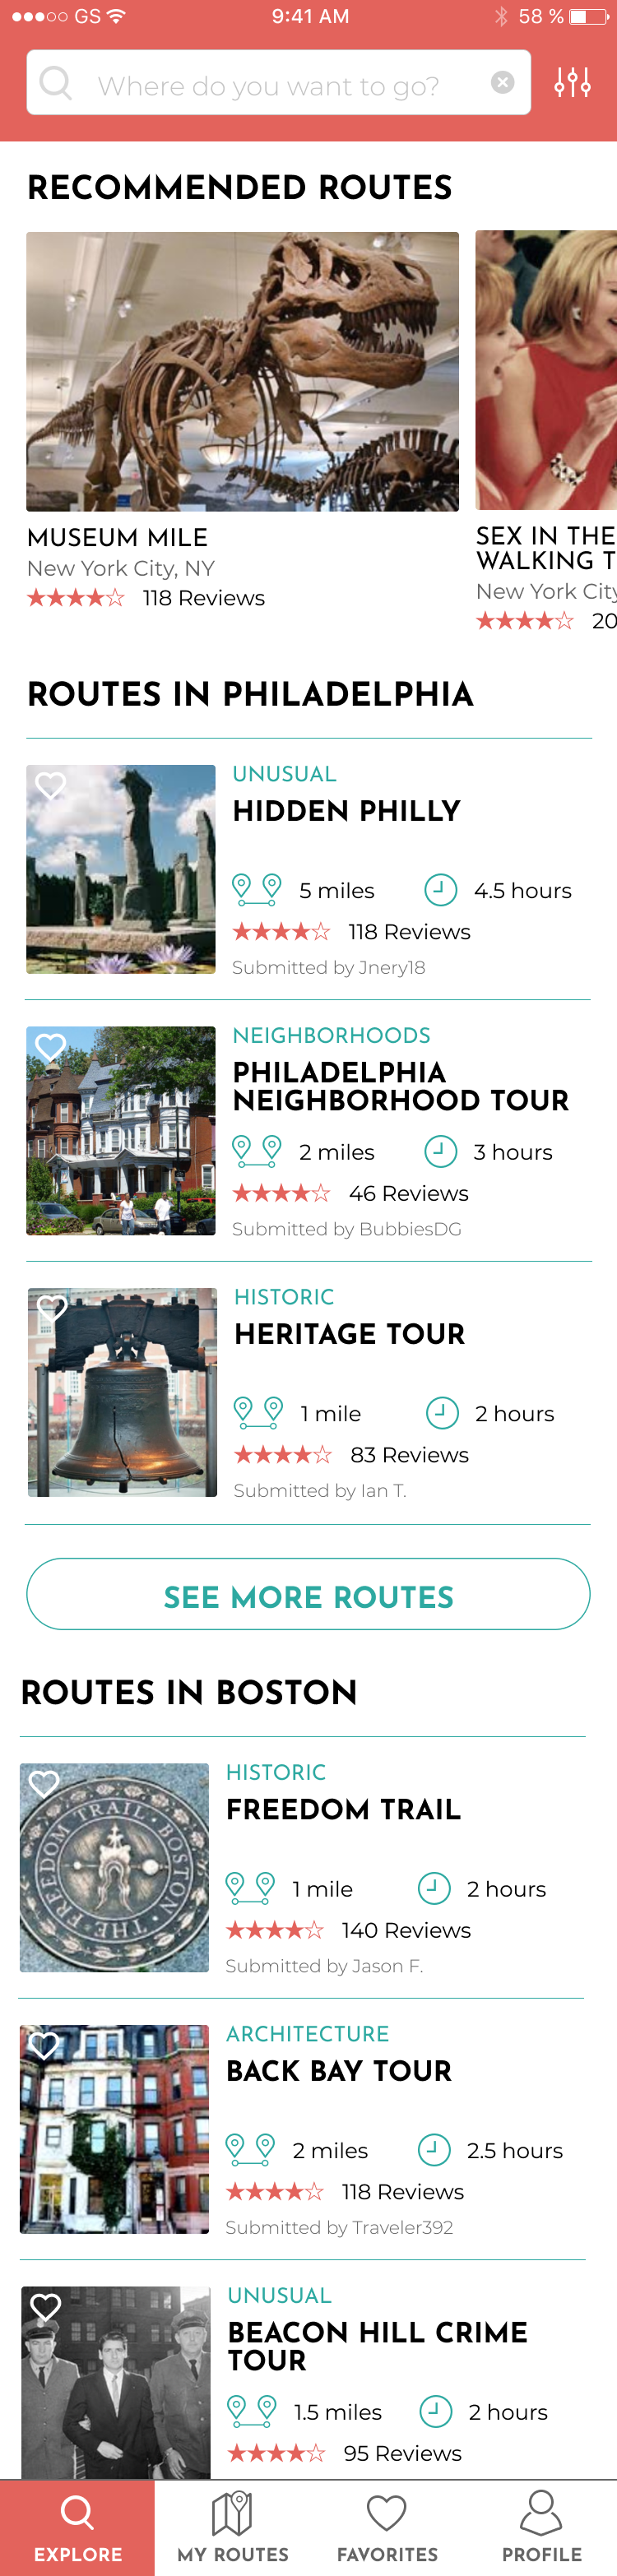 GS 9:41 AM 58 %
Where do you want to go?
RECOMMENDED ROUTES
MUSEUM MILE
New York City, NY
118 Reviews
SEX IN THE
WALKING T
New York City
20
ROUTES IN PHILADELPHIA
UNUSUAL
HIDDEN PHILLY
5 miles 4.5 hours
118 Reviews
Submitted by Jnery18
NEIGHBORHOODS
PHILADELPHIA
NEIGHBORHOOD TOUR
2 miles 3 hours
46 Reviews
Submitted by BubbiesDG
HISTORIC
HERITAGE TOUR
1 mile 2 hours
83 Reviews
Submitted by Ian T.
SEE MORE ROUTES
ROUTES IN BOSTON
THE FREEDOM TRAIL, BOSTON
HISTORIC
FREEDOM TRAIL
1 mile 2 hours
140 Reviews
Submitted by Jason F.
ARCHITECTURE
BACK BAY TOUR
2 miles 2.5 hours
118 Reviews
Submitted by Traveler392
UNUSUAL
BEACON HILL CRIME
TOUR
1.5 miles 2 hours
95 Reviews
EXPLORE MY ROUTES FAVORITES PROFILE